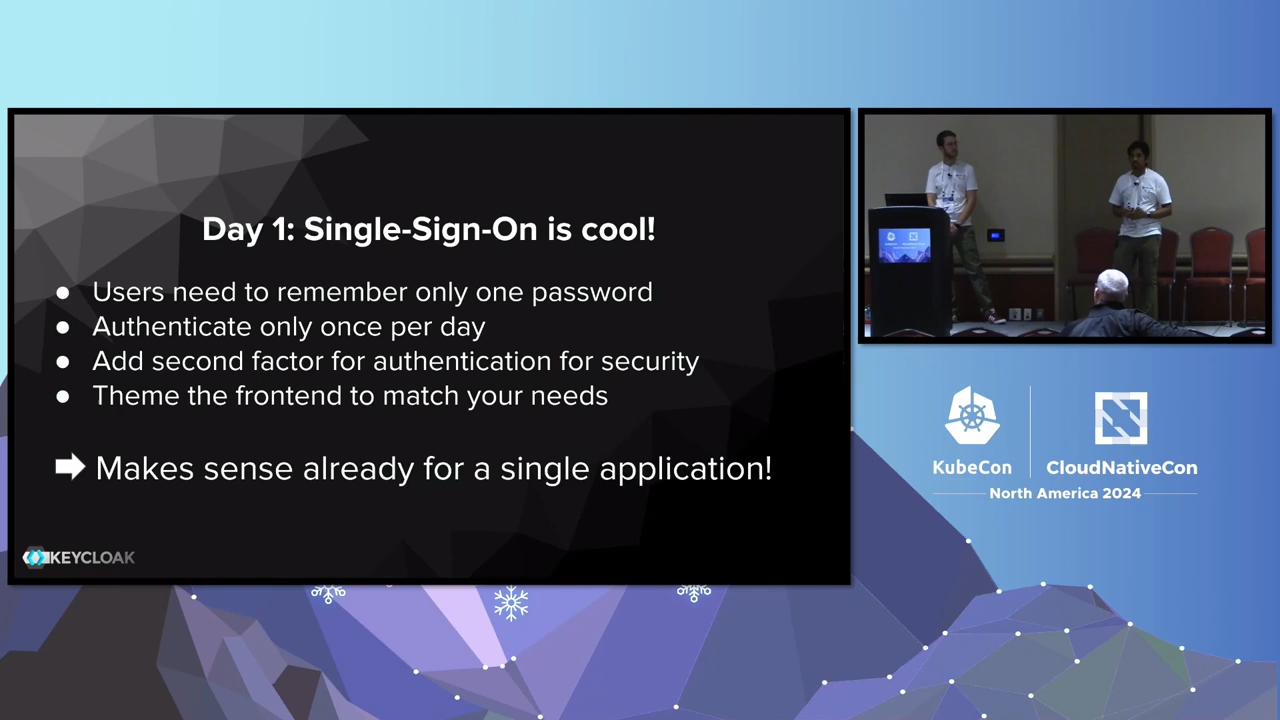 Day 1: Single-Sign-On is cool!
● Users need to remember only one password
● Authenticate only once per day
● Add second factor for authentication for security
● Theme the frontend to match your needs
➡ Makes sense already for a single application!
KEYCLOAK
KubeCon
CloudNativeCon
North America 2024